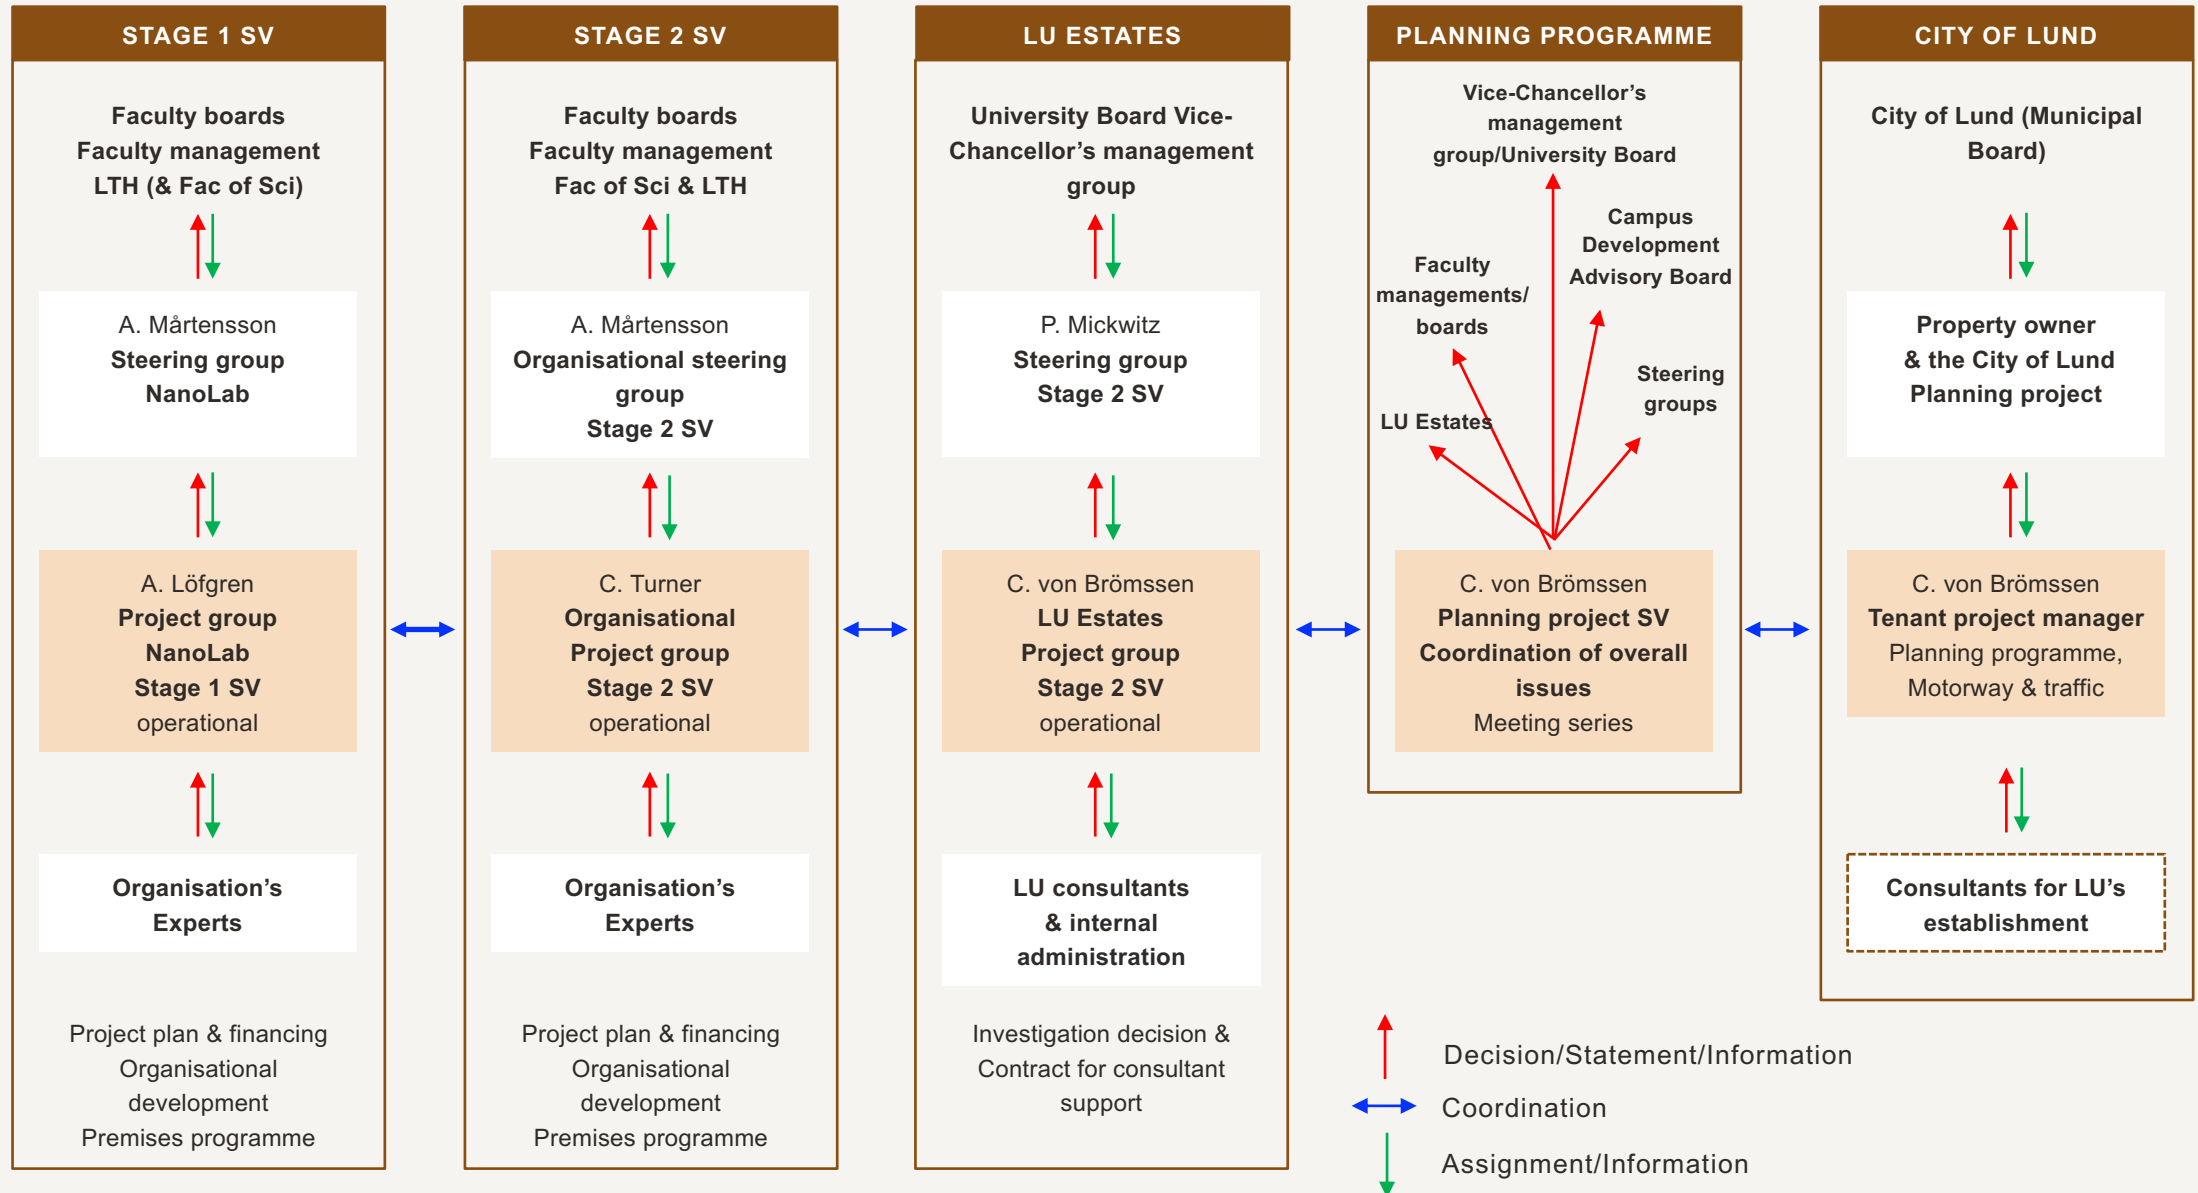 STAGE 1 SV
Faculty boards
Faculty management
LTH (& Fac of Sci)
A. Mårtensson
Steering group
NanoLab
A. Löfgren
Project group
NanoLab
Stage 1 SV
operational
Organisation’s
Experts
Project plan & financing
Organisational
development
Premises programme
STAGE 2 SV
Faculty boards
Faculty management
Fac of Sci & LTH
A. Mårtensson
Organisational steering
group
Stage 2 SV
C. Turner
Organisational
Project group
Stage 2 SV
operational
Organisation’s
Experts
Project plan & financing
Organisational
development
Premises programme
LU ESTATES
University Board Vice-
Chancellor’s management
group
P. Mickwitz
Steering group
Stage 2 SV
C. von Brömssen
LU Estates
Project group
Stage 2 SV
operational
LU consultants
& internal
administration
Investigation decision &
Contract for consultant
support
PLANNING PROGRAMME
Vice-Chancellor’s
management
group/University Board
Campus
Development
Advisory Board
Faculty
managements/
boards
Steering
groups
LU Estates
C. von Brömssen
Planning project SV
Coordination of overall
issues
Meeting series
CITY OF LUND
City of Lund (Municipal
Board)
Property owner
& the City of Lund
Planning project
C. von Brömssen
Tenant project manager
Planning programme,
Motorway & traffic
Consultants for LU’s
establishment
Decision/Statement/Information
Coordination
Assignment/Information